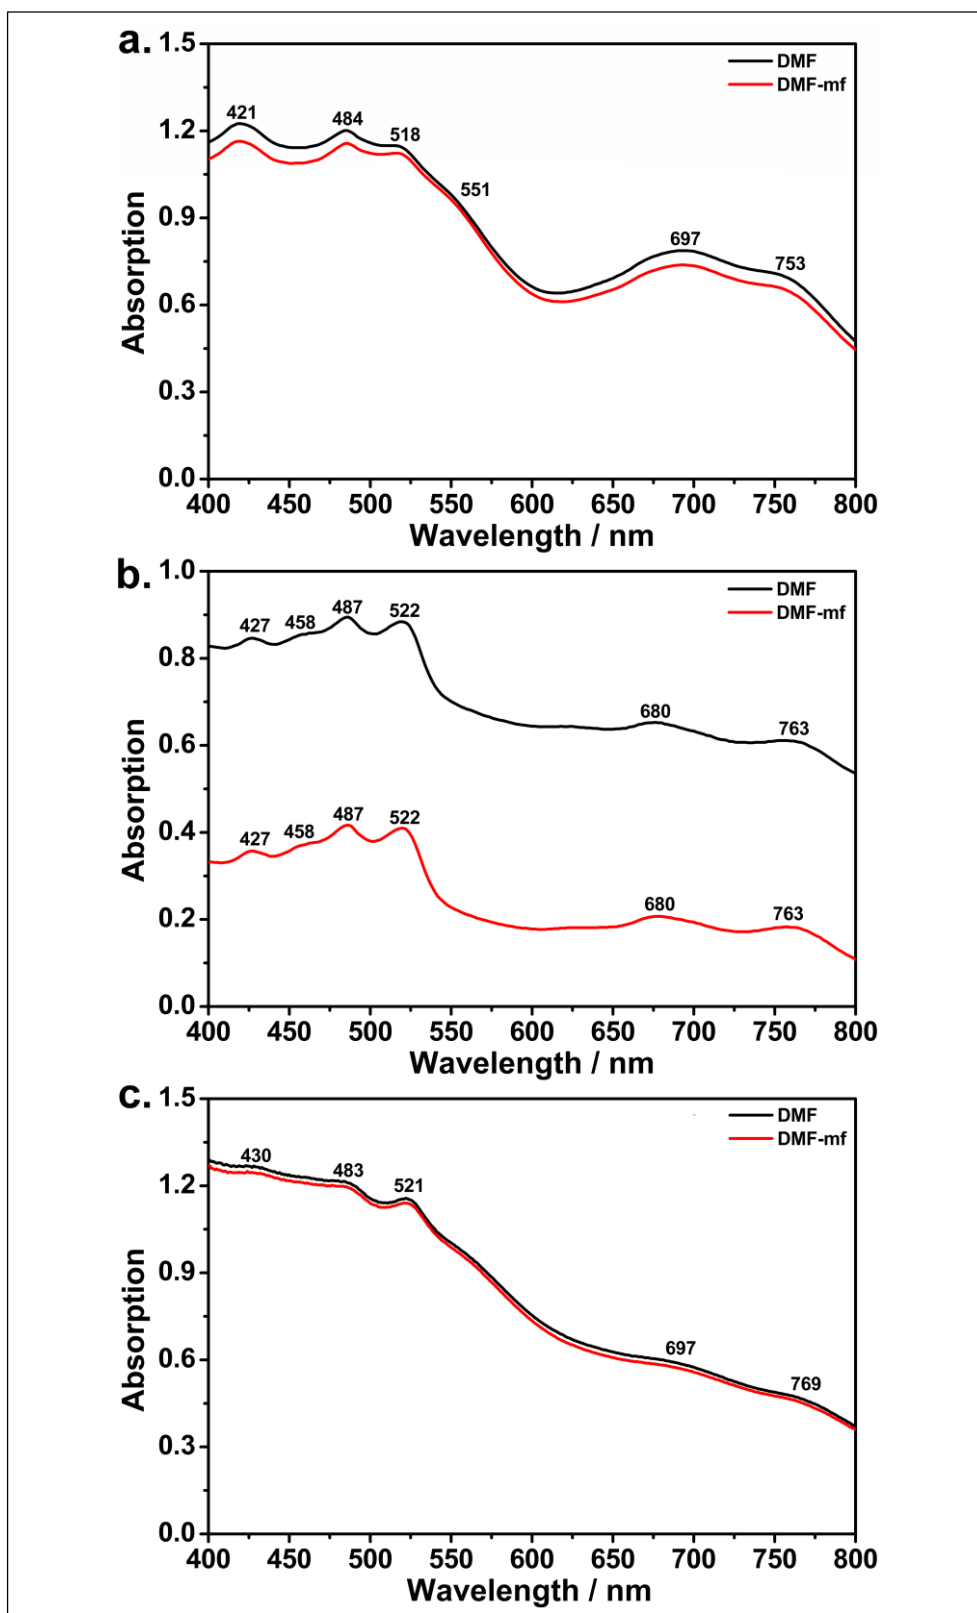 a.
DMF
DMF-mf
421
484
518
551
697
753
1.5
1.2
0.9
0.6
0.3
0.0
Absorption
400 450 500 550 600 650 700 750 800
Wavelength / nm
b.
DMF
DMF-mf
427
458
487
522
680
763
427
458
487
522
680
763
1.0
0.8
0.6
0.4
0.2
0.0
Absorption
400 450 500 550 600 650 700 750 800
Wavelength / nm
c.
DMF
DMF-mf
430
483
521
697
769
1.5
1.2
0.9
0.6
0.3
0.0
Absorption
400 450 500 550 600 650 700 750 800
Wavelength / nm